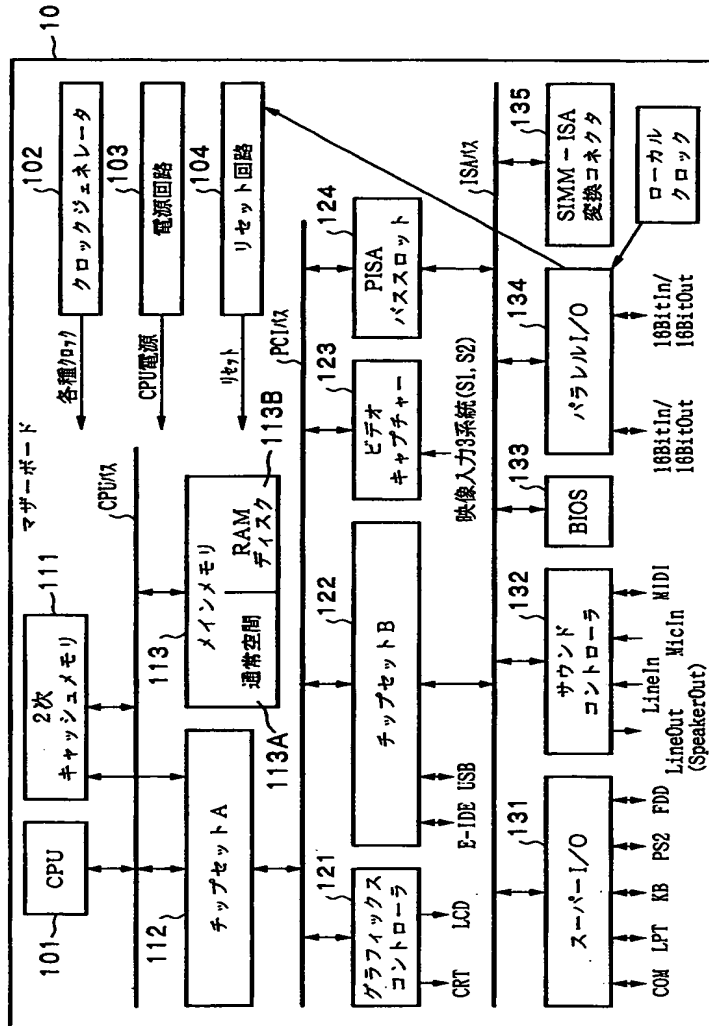 10
マザーボード
101
CPU
111
2次
キャッシュメモリ
各種クロック
102
クロックジェネレータ
CPU電源
103
電源回路
リセット
104
リセット回路
CPUバス
112
チップセットA
113
メインメモリ
通常空間
RAM
ディスク
113A
113B
PCIバス
121
グラフィックス
コントローラ
CRT
LCD
122
チップセットB
E-IDE
USB
123
ビデオ
キャプチャー
映像入力3系統(S1, S2)
124
PISA
バススロット
ISAバス
131
スーパーI/O
COM
LPT
KB
PS2
FDD
132
サウンド
コントローラ
LineOut
(SpeakerOut)
LineIn
MicIn
MIDI
133
BIOS
134
パラレルI/O
16BitIn/
16BitOut
16BitIn/
16BitOut
135
SIMM-ISA
変換コネクタ
ローカル
クロック